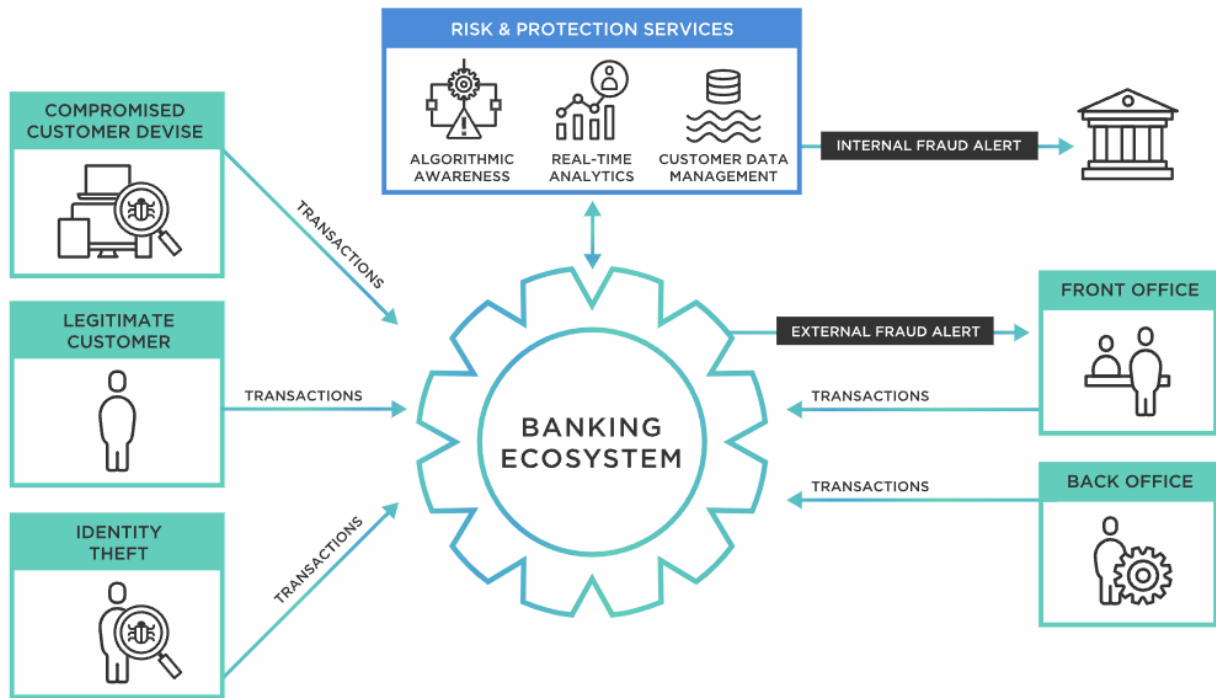 RISK & PROTECTION SERVICES
ALGORITHMIC
AWARENESS
REAL-TIME
ANALYTICS
CUSTOMER DATA
MANAGEMENT
INTERNAL FRAUD ALERT
COMPROMISED
CUSTOMER DEVISE
TRANSACTIONS
LEGITIMATE
CUSTOMER
TRANSACTIONS
IDENTITY
THEFT
TRANSACTIONS
BANKING
ECOSYSTEM
EXTERNAL FRAUD ALERT
FRONT OFFICE
TRANSACTIONS
BACK OFFICE
TRANSACTIONS